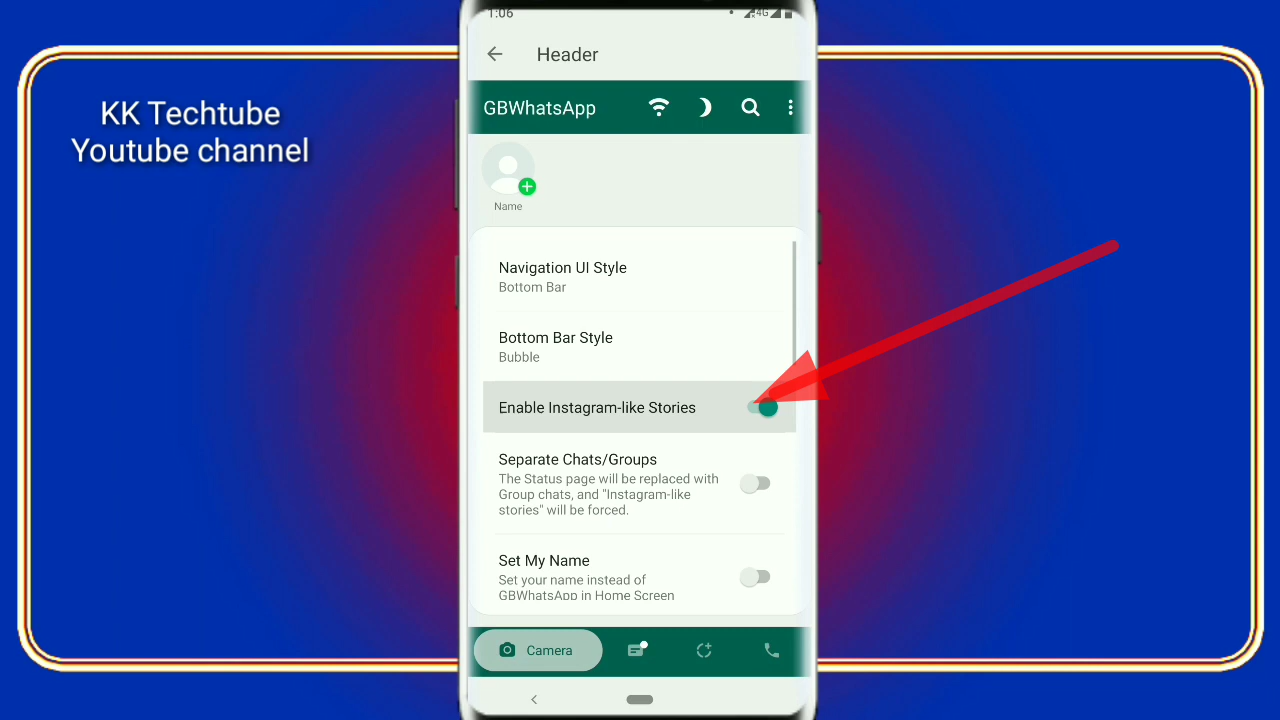 KK Techtube
Youtube channel
1:06
4G
Header
GBWhatsApp
Name
Navigation UI Style
Bottom Bar
Bottom Bar Style
Bubble
Enable Instagram-like Stories
Separate Chats/Groups
The Status page will be replaced with
Group chats, and "Instagram-like
stories" will be forced.
Set My Name
Set your name instead of
GBWhatsApp in Home Screen
Camera